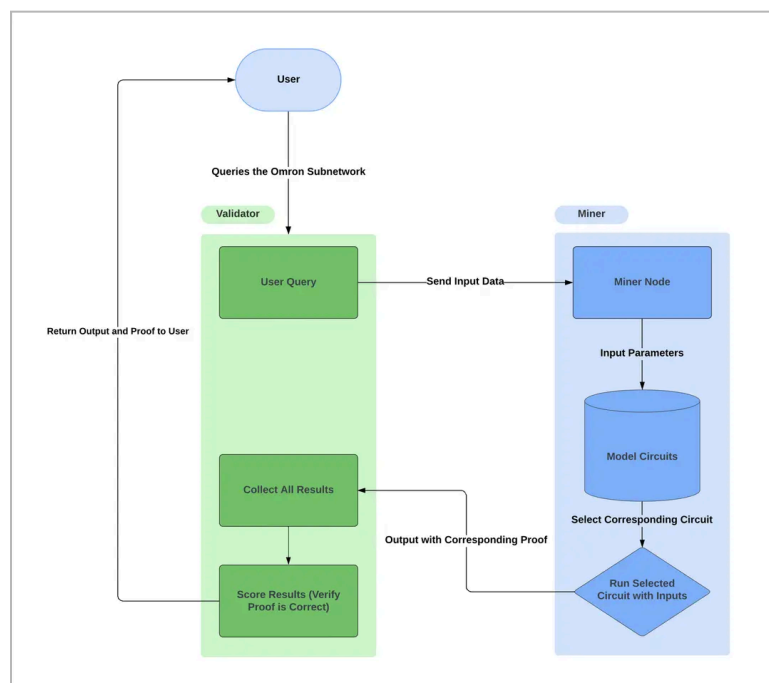 User
Queries the Omron Subnetwork
Validator
Miner
User Query
Send Input Data
Miner Node
Return Output and Proof to User
Input Parameters
Model Circuits
Collect All Results
Select Corresponding Circuit
Output with Corresponding Proof
Run Selected
Circuit with Inputs
Score Results (Verify
Proof is Correct)